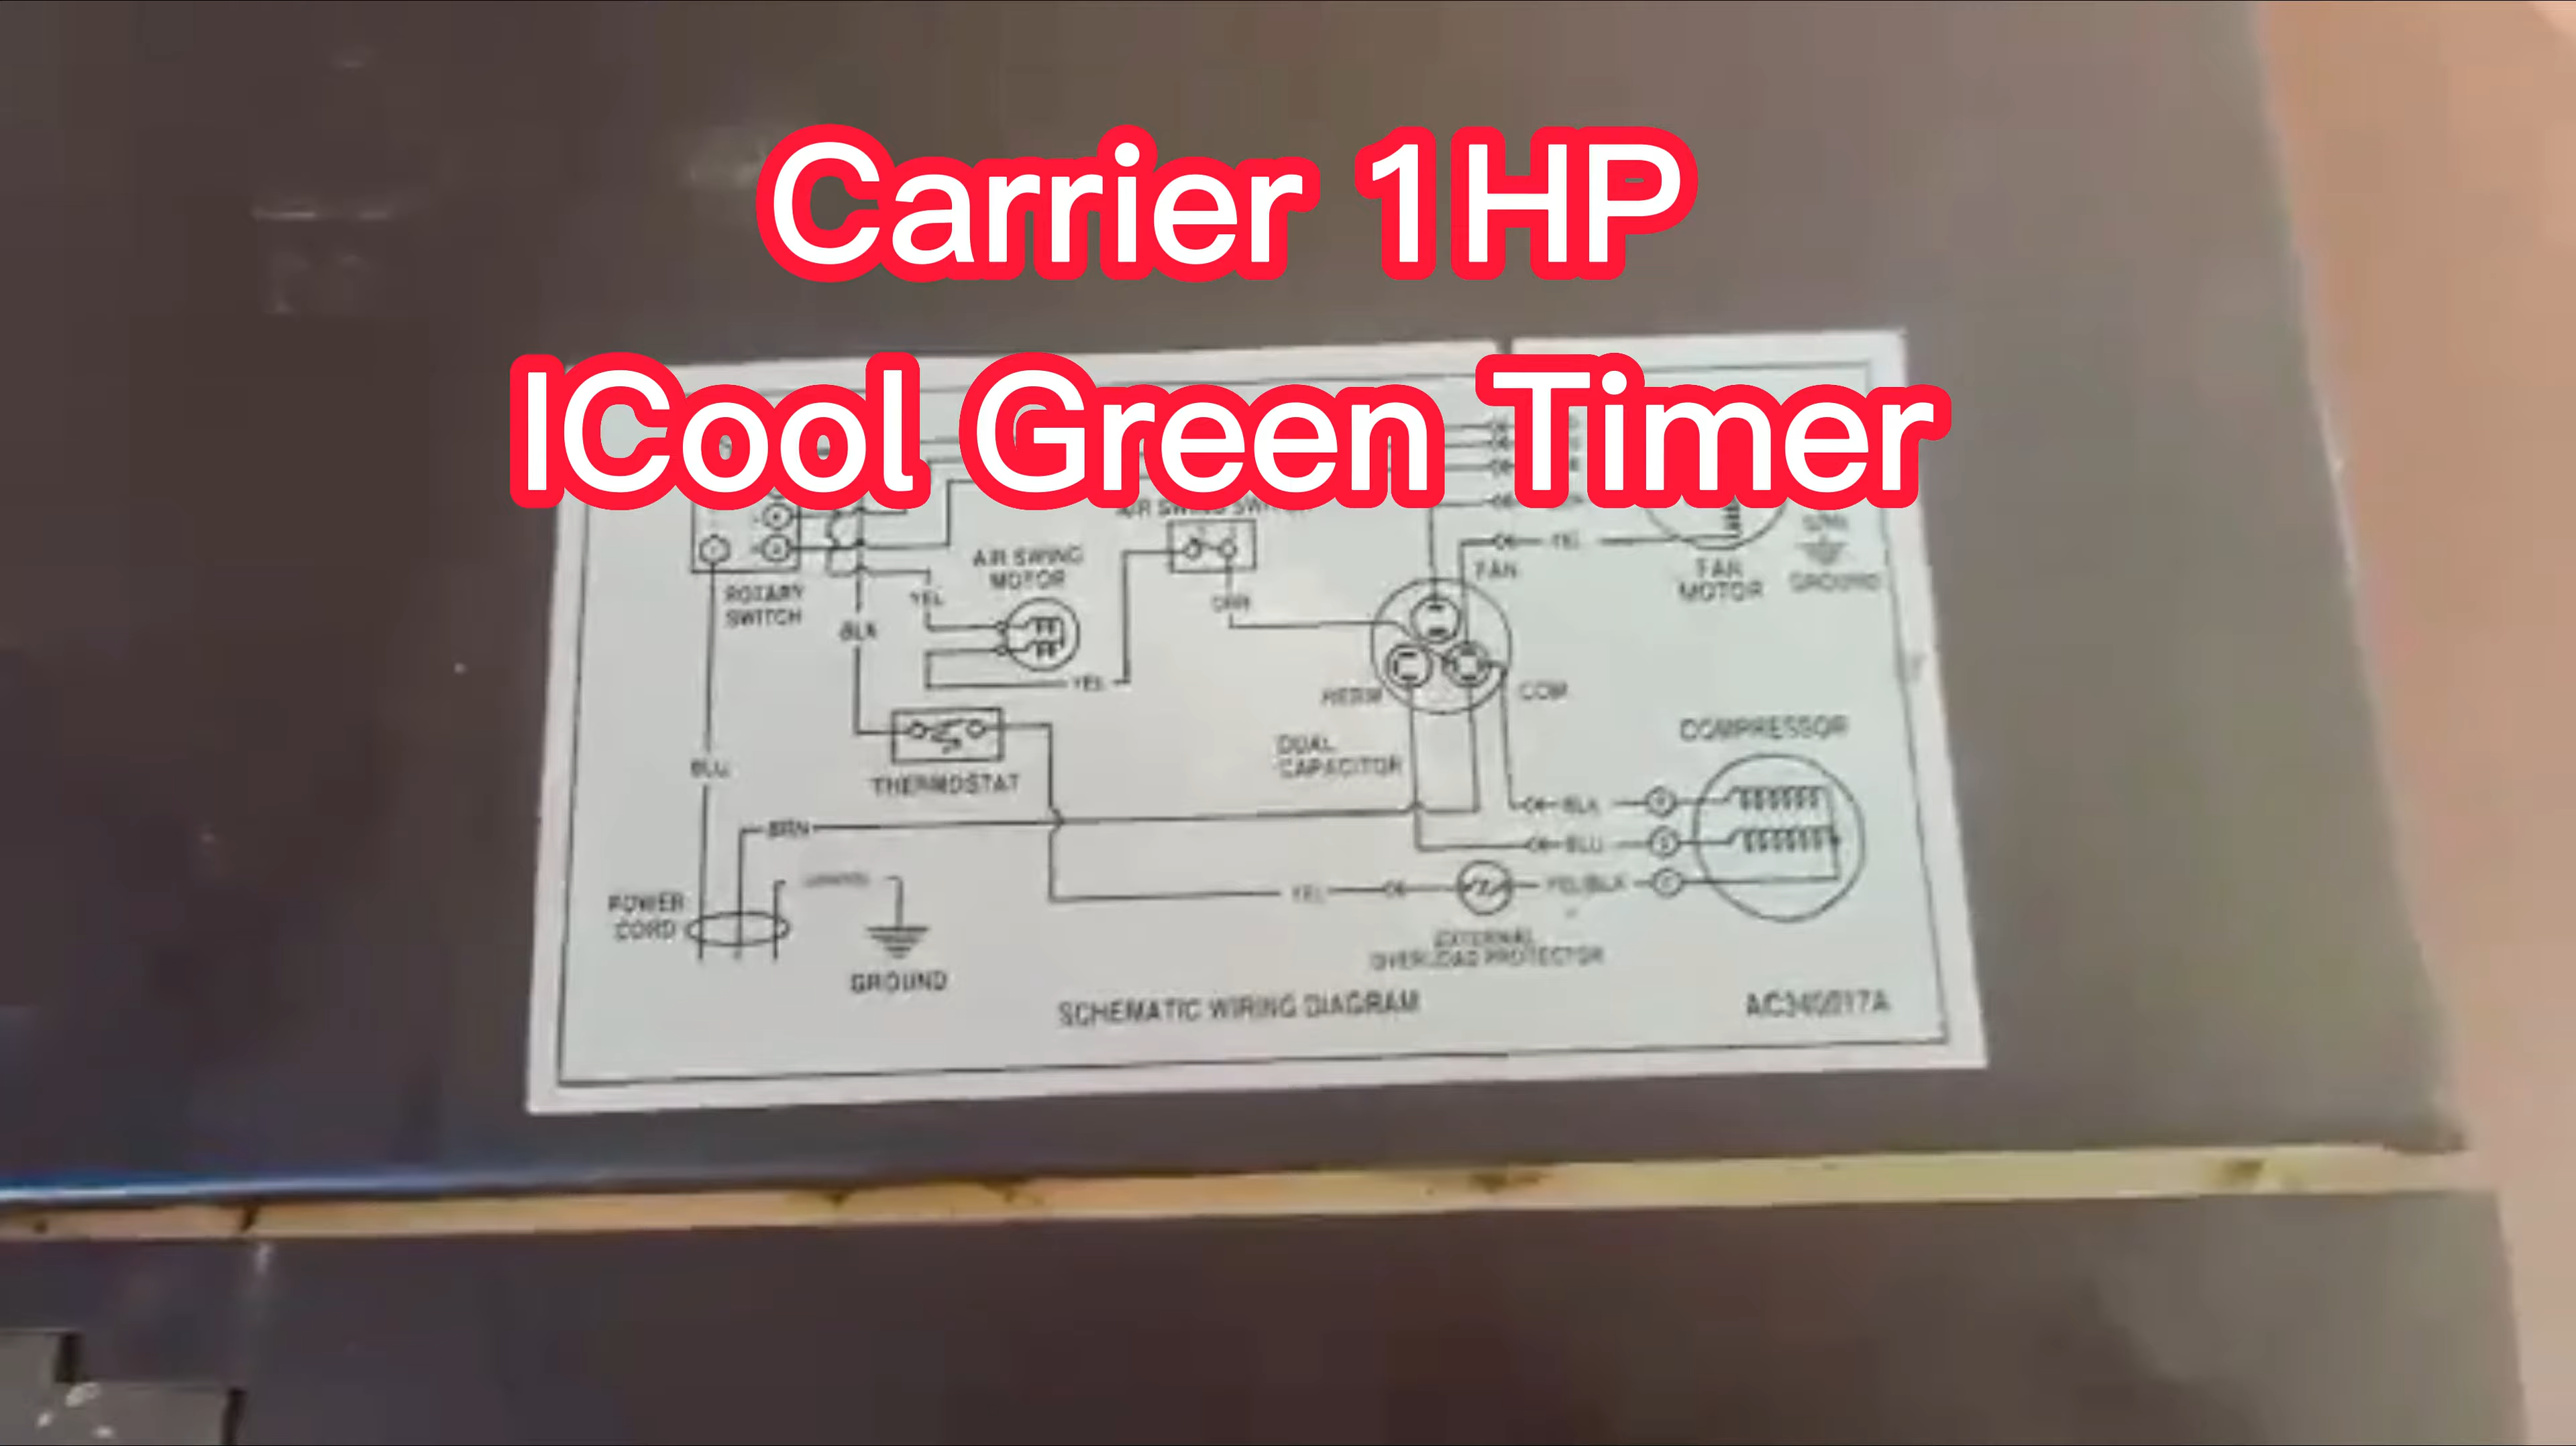 Carrier 1HP
ICool Green Timer
AIR SWING
MOTOR
ROTARY
SWITCH
YEL
BLK
YEL
FAN
YEL
FAN
MOTOR
GROUND
HERM
COM
DUAL
CAPACITOR
COMPRESSOR
THERMOSTAT
BLU
BRN
BLK
BLU
YEL
YEL/BLK
POWER
CORD
GROUND
EXTERNAL
OVERLOAD PROTECTOR
SCHEMATIC WIRING DIAGRAM